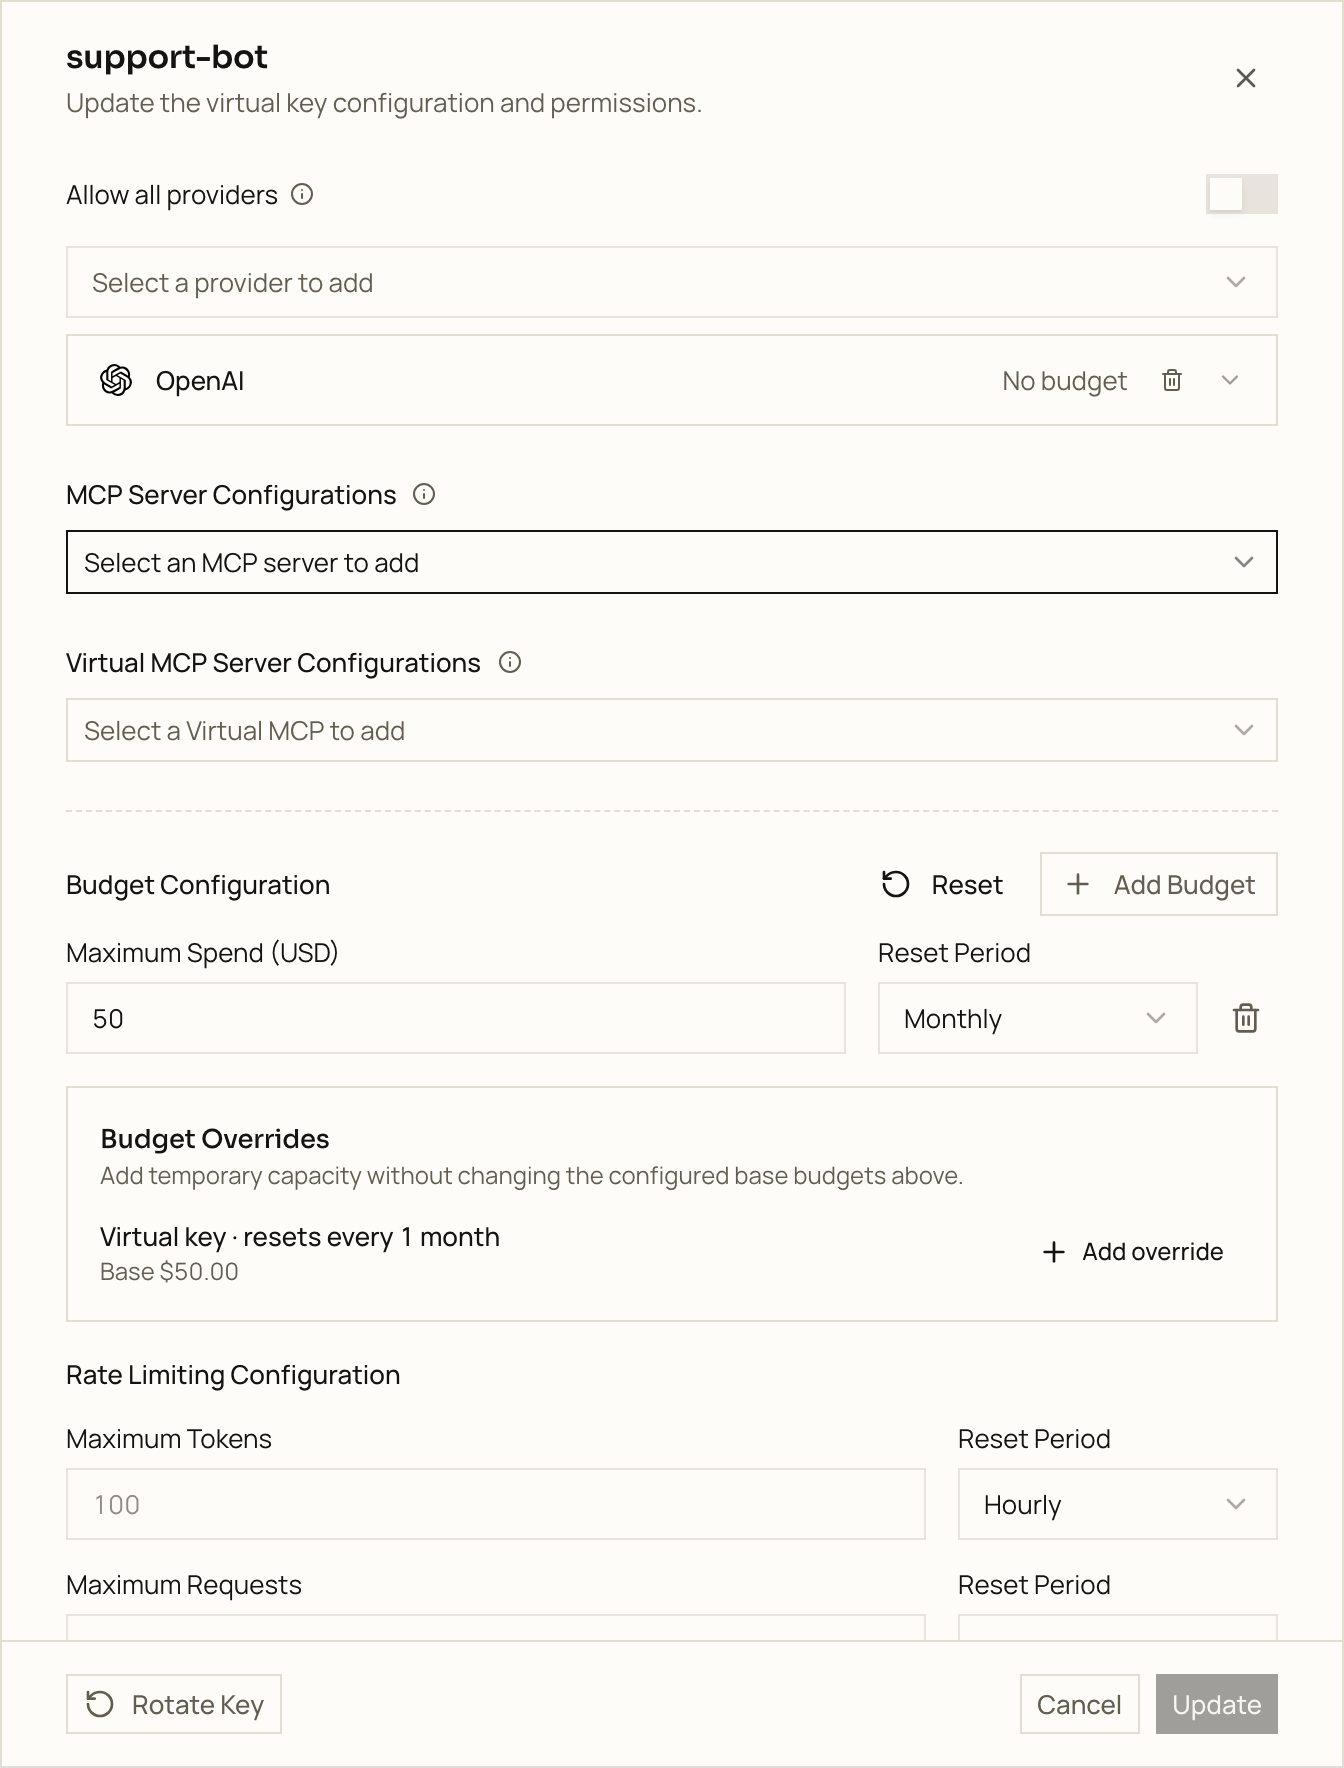 support-bot
Update the virtual key configuration and permissions.
Allow all providers
Select a provider to add
OpenAI No budget
MCP Server Configurations
Select an MCP server to add
Virtual MCP Server Configurations
Select a Virtual MCP to add
Budget Configuration Reset Add Budget
Maximum Spend (USD) Reset Period
50 Monthly
Budget Overrides
Add temporary capacity without changing the configured base budgets above.
Virtual key · resets every 1 month
Base $50.00
Add override
Rate Limiting Configuration
Maximum Tokens Reset Period
100 Hourly
Maximum Requests Reset Period
Rotate Key Cancel Update